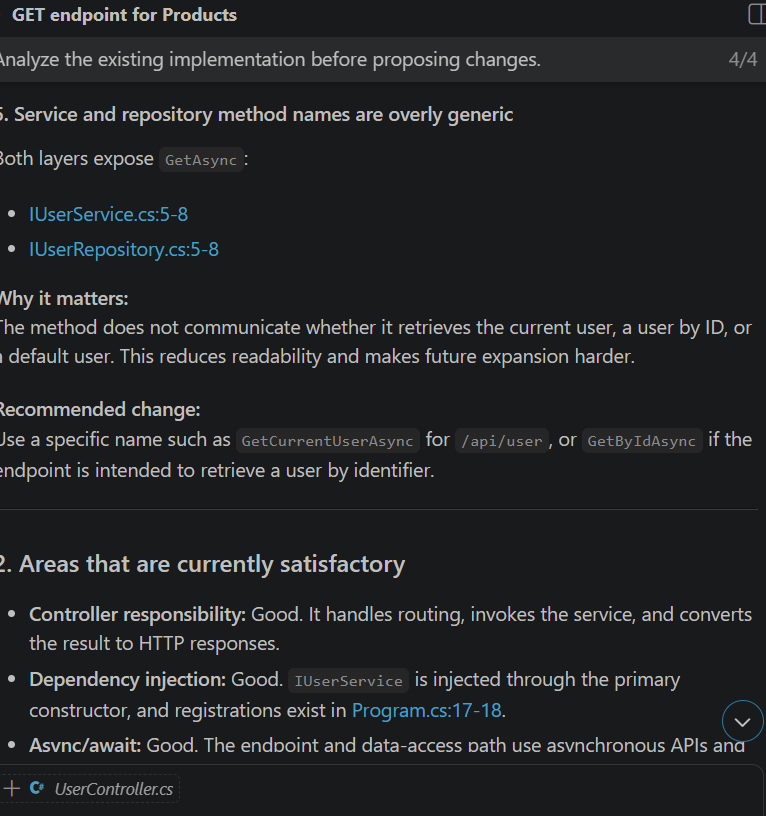 GET endpoint for Products
Analyze the existing implementation before proposing changes.
4/4
5. Service and repository method names are overly generic
Both layers expose GetAsync:
• IUserService.cs:5-8
• IUserRepository.cs:5-8
Why it matters:
The method does not communicate whether it retrieves the current user, a user by ID, or
a default user. This reduces readability and makes future expansion harder.
Recommended change:
Use a specific name such as GetCurrentUserAsync for /api/user, or GetByIdAsync if the
endpoint is intended to retrieve a user by identifier.
2. Areas that are currently satisfactory
• Controller responsibility: Good. It handles routing, invokes the service, and converts
the result to HTTP responses.
• Dependency injection: Good. IUserService is injected through the primary
constructor, and registrations exist in Program.cs:17-18.
• Async/await: Good. The endpoint and data-access path use asynchronous APIs and
+ C# UserController.cs